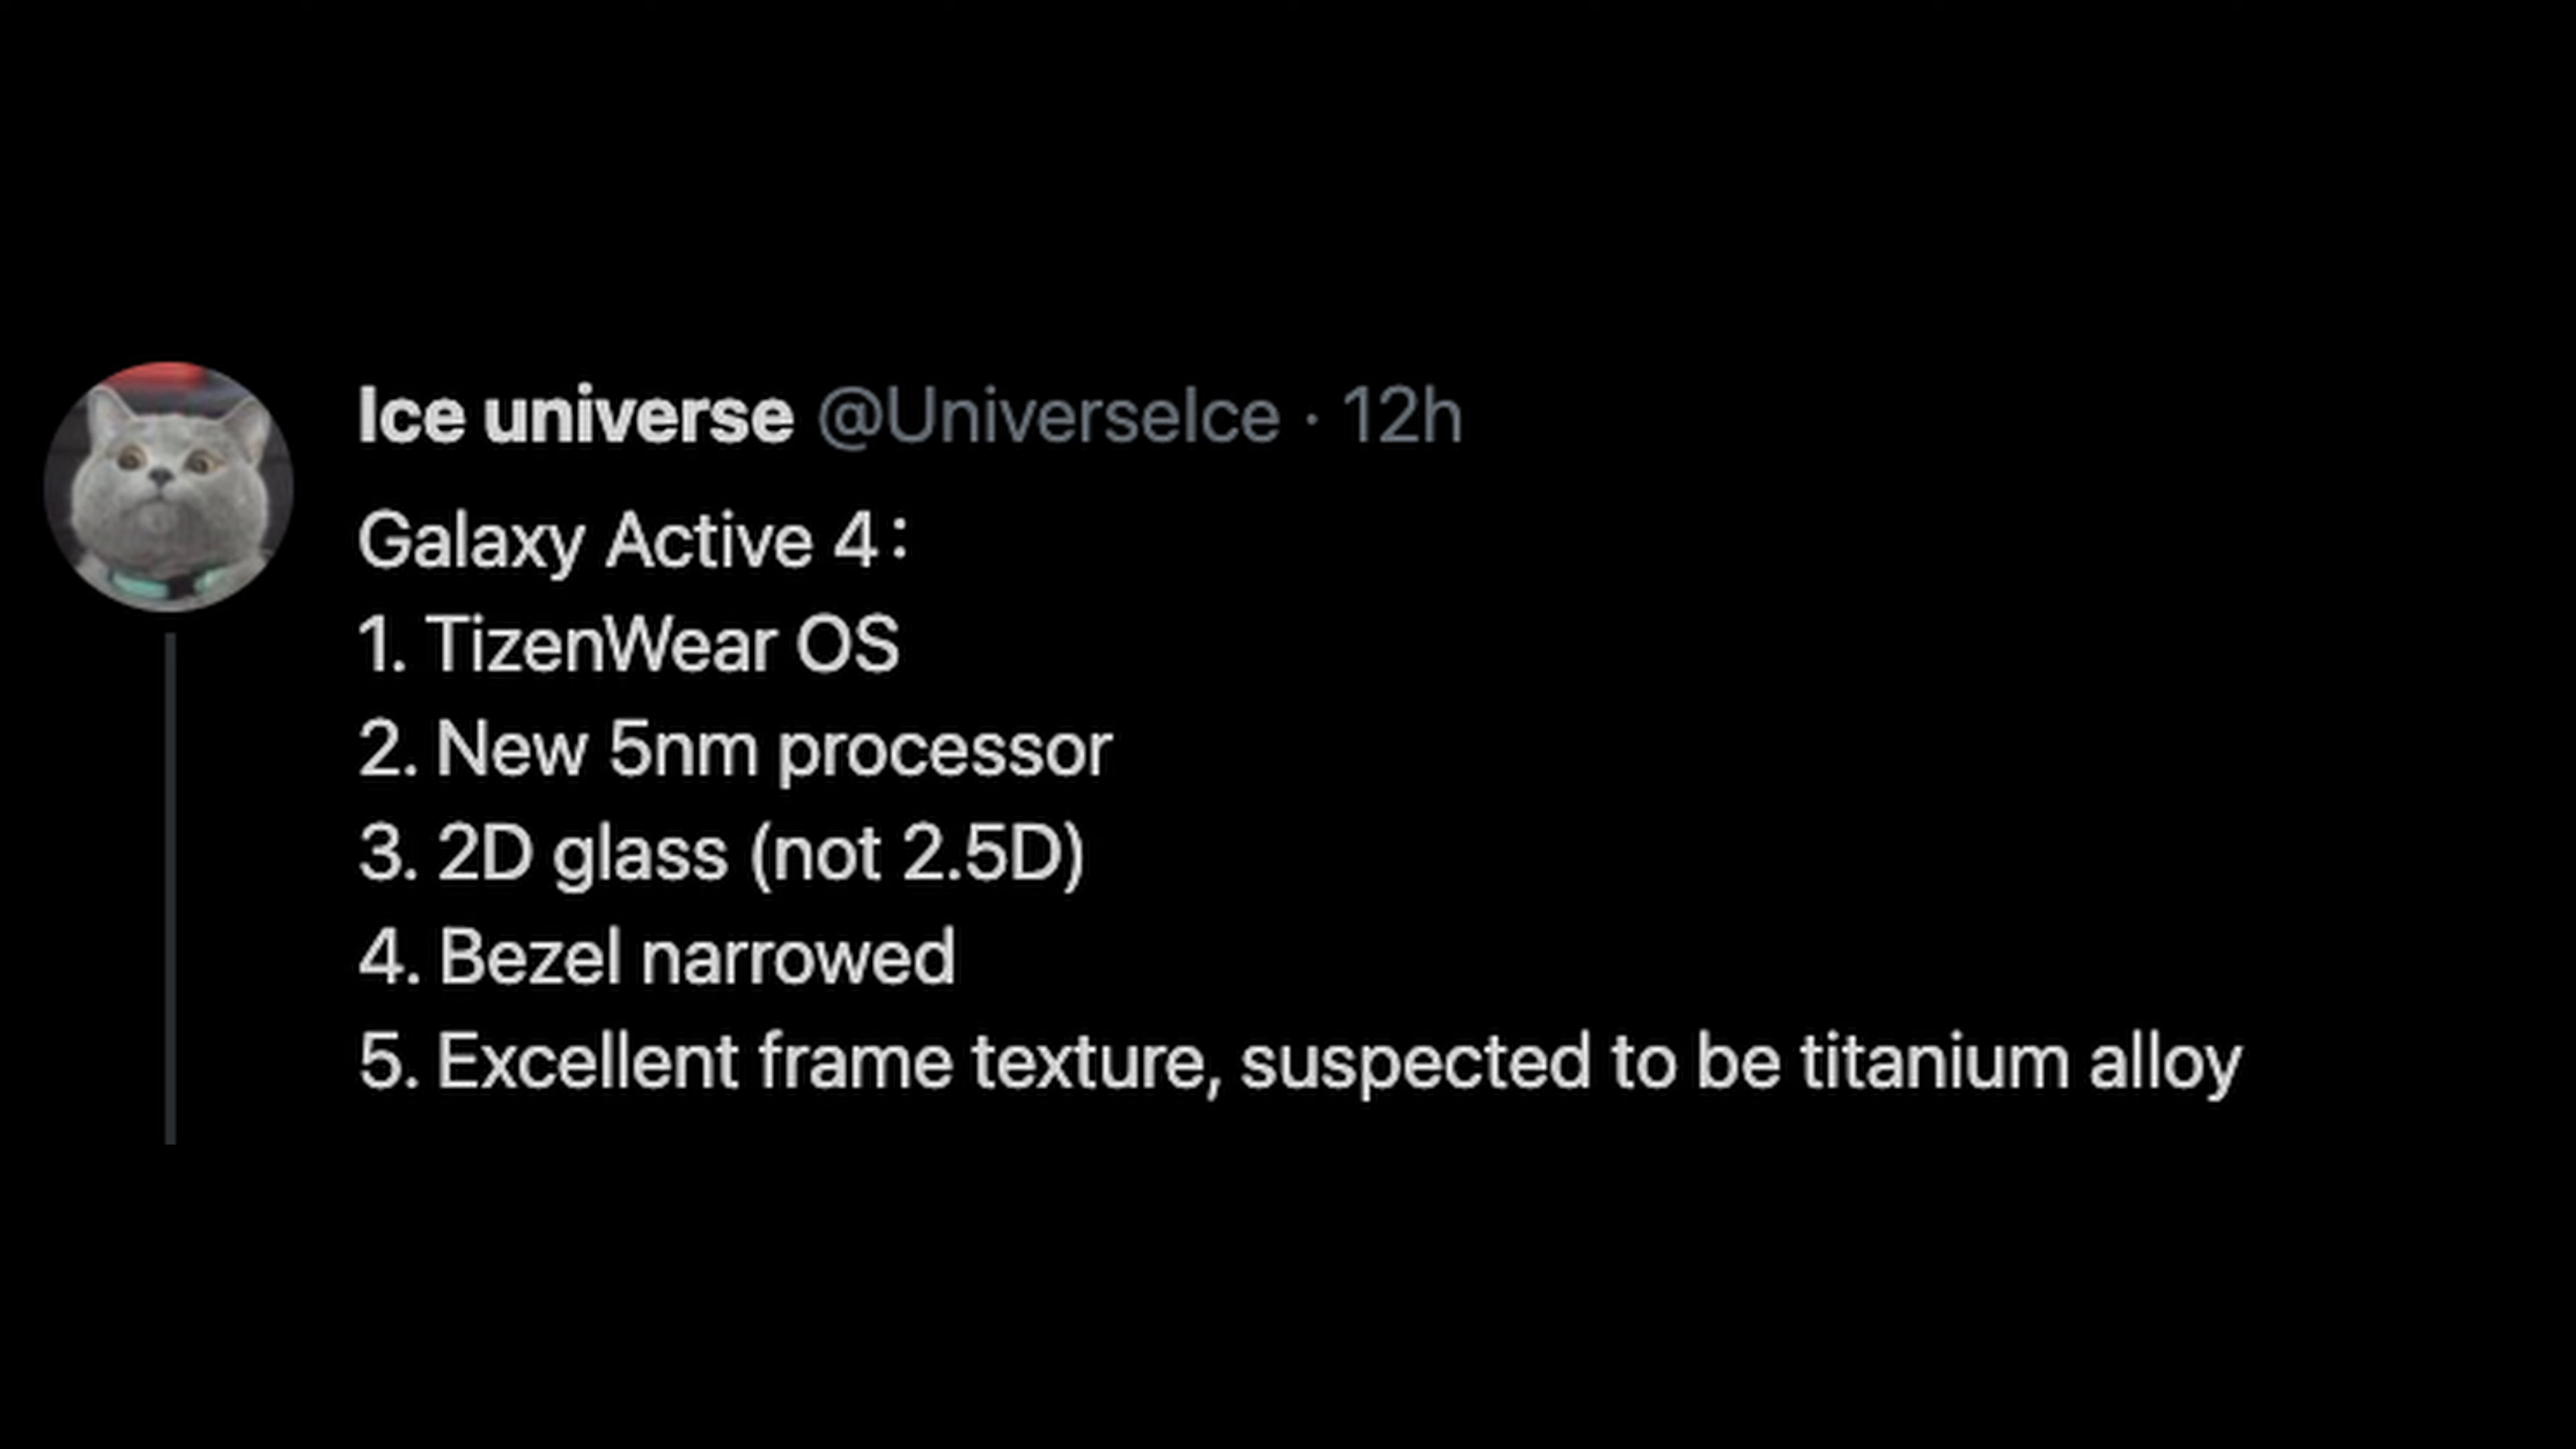 Ice universe @UniverseIce · 12h
Galaxy Active 4：
1. TizenWear OS
2. New 5nm processor
3. 2D glass (not 2.5D)
4. Bezel narrowed
5. Excellent frame texture, suspected to be titanium alloy